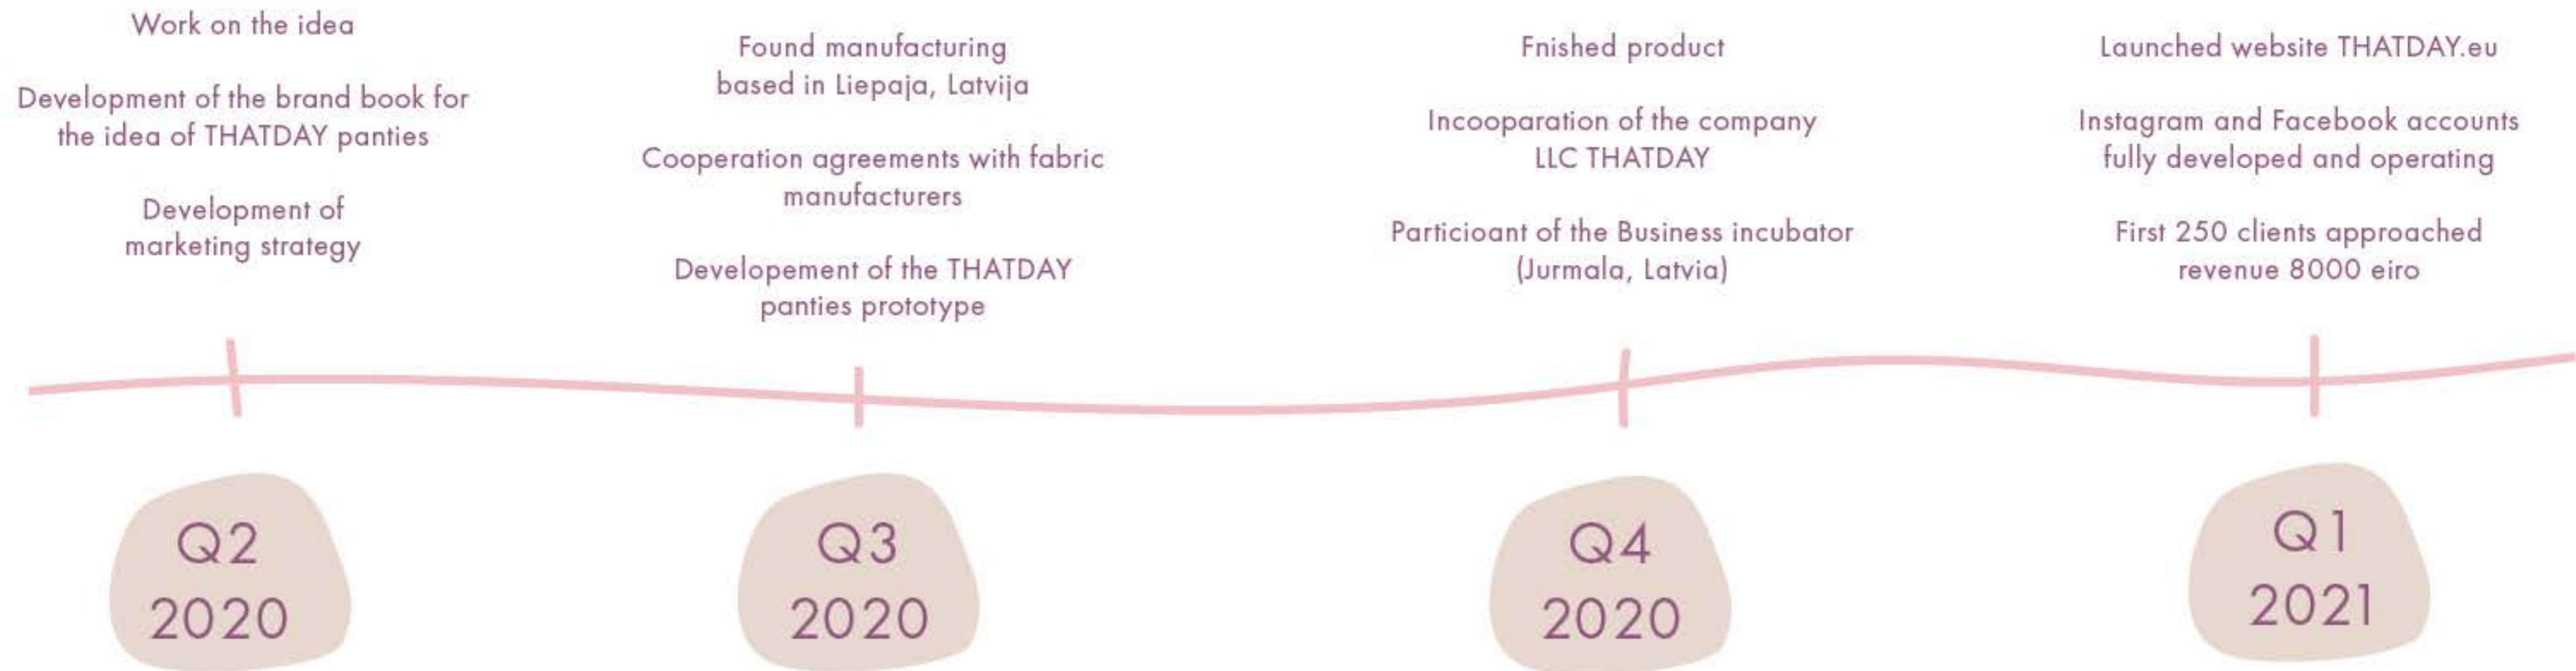 Work on the idea
Development of the brand book for
the idea of THATDAY panties
Development of
marketing strategy
Found manufacturing
based in Liepaja, Latvija
Cooperation agreements with fabric
manufacturers
Developement of the THATDAY
panties prototype
Fnished product
Incooparation of the company
LLC THATDAY
Particioant of the Business incubator
(Jurmala, Latvia)
Launched website THATDAY.eu
Instagram and Facebook accounts
fully developed and operating
First 250 clients approached
revenue 8000 eiro
Q2
2020
Q3
2020
Q4
2020
Q1
2021